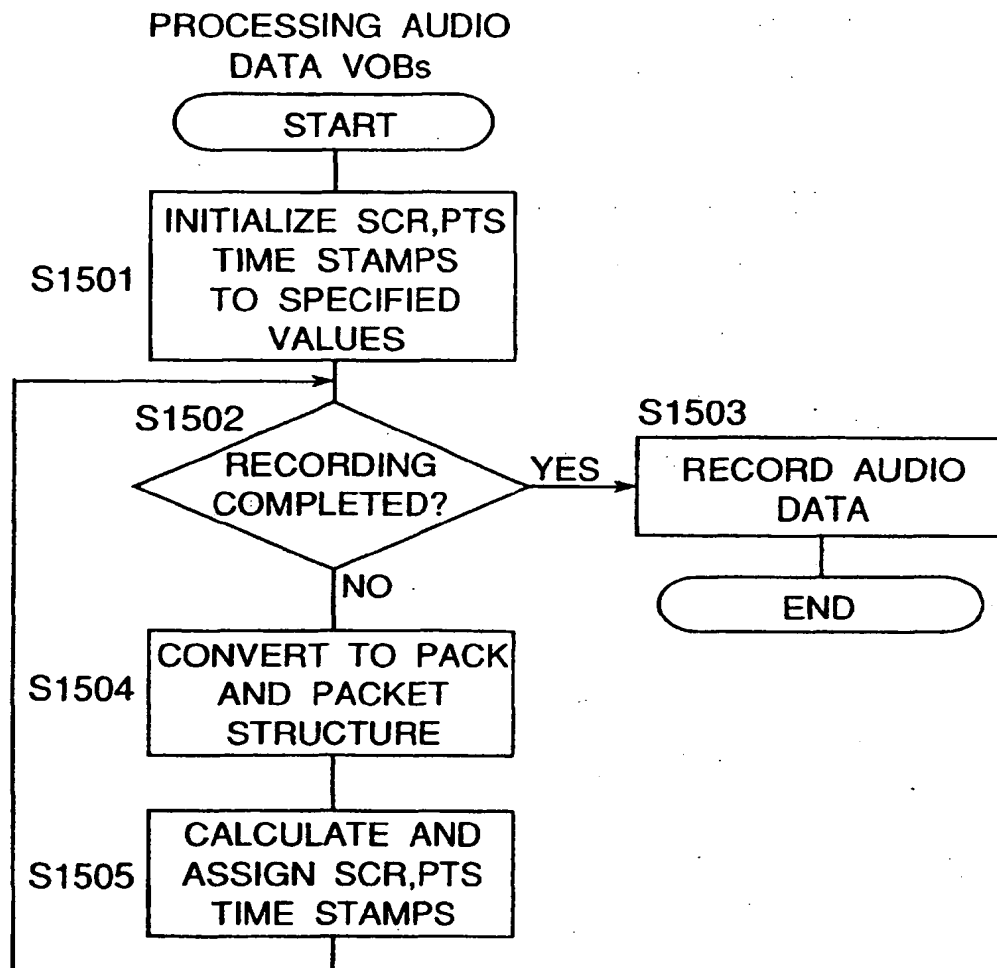 PROCESSING AUDIO
DATA VOBs
START
S1501
INITIALIZE SCR,PTS
TIME STAMPS
TO SPECIFIED
VALUES
S1502
RECORDING
COMPLETED?
YES
S1503
RECORD AUDIO
DATA
END
NO
S1504
CONVERT TO PACK
AND PACKET
STRUCTURE
S1505
CALCULATE AND
ASSIGN SCR,PTS
TIME STAMPS